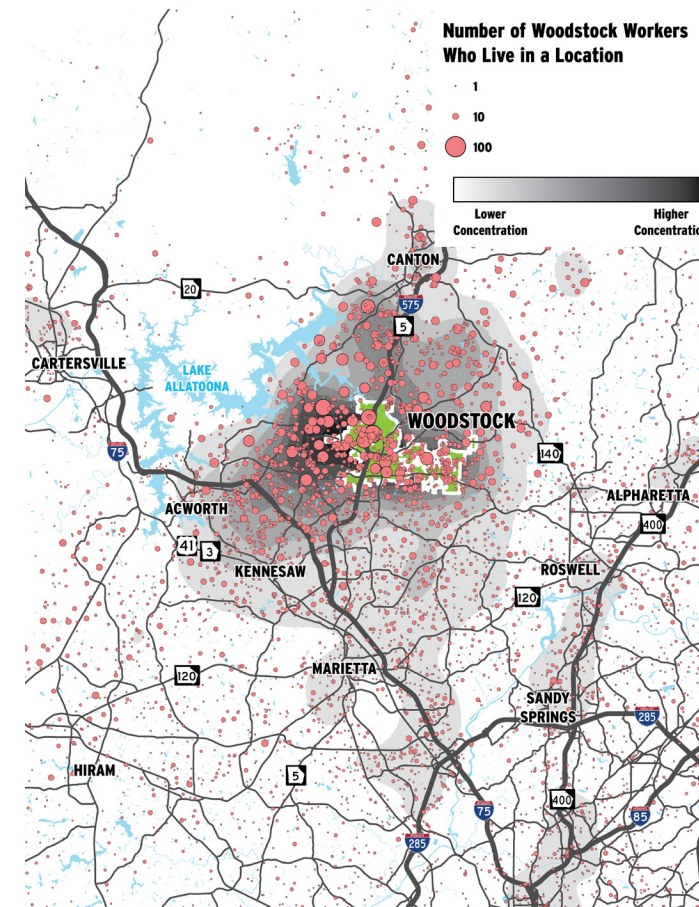 Number of Woodstock Workers
Who Live in a Location
1
10
100
Lower
Concentration
Higher
Concentratio
CANTON
20
575
5
CARTERSVILLE
LAKE
ALLATOONA
WOODSTOCK
75
140
ACWORTH
ALPHARETTA
400
41
3
KENNESAW
ROSWELL
120
MARIETTA
120
SANDY
SPRINGS
285
HIRAM
5
400
75
85
285